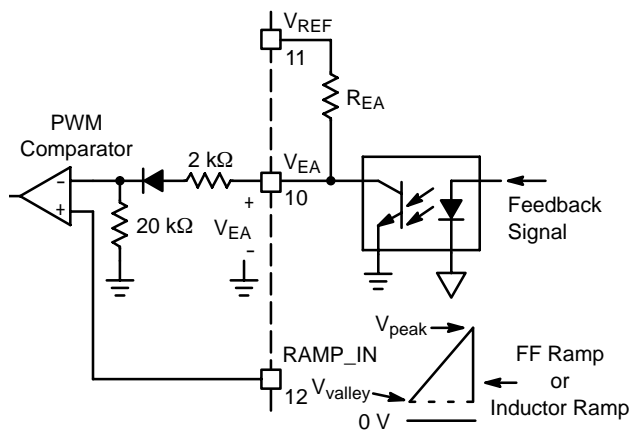 VREF
11
REA
PWM
Comparator
2 kΩ
VEA
10
-
+
20 kΩ
+
VEA
-
Feedback
Signal
RAMP_IN
12
Vpeak
Vvalley
0 V
FF Ramp
or
Inductor Ramp